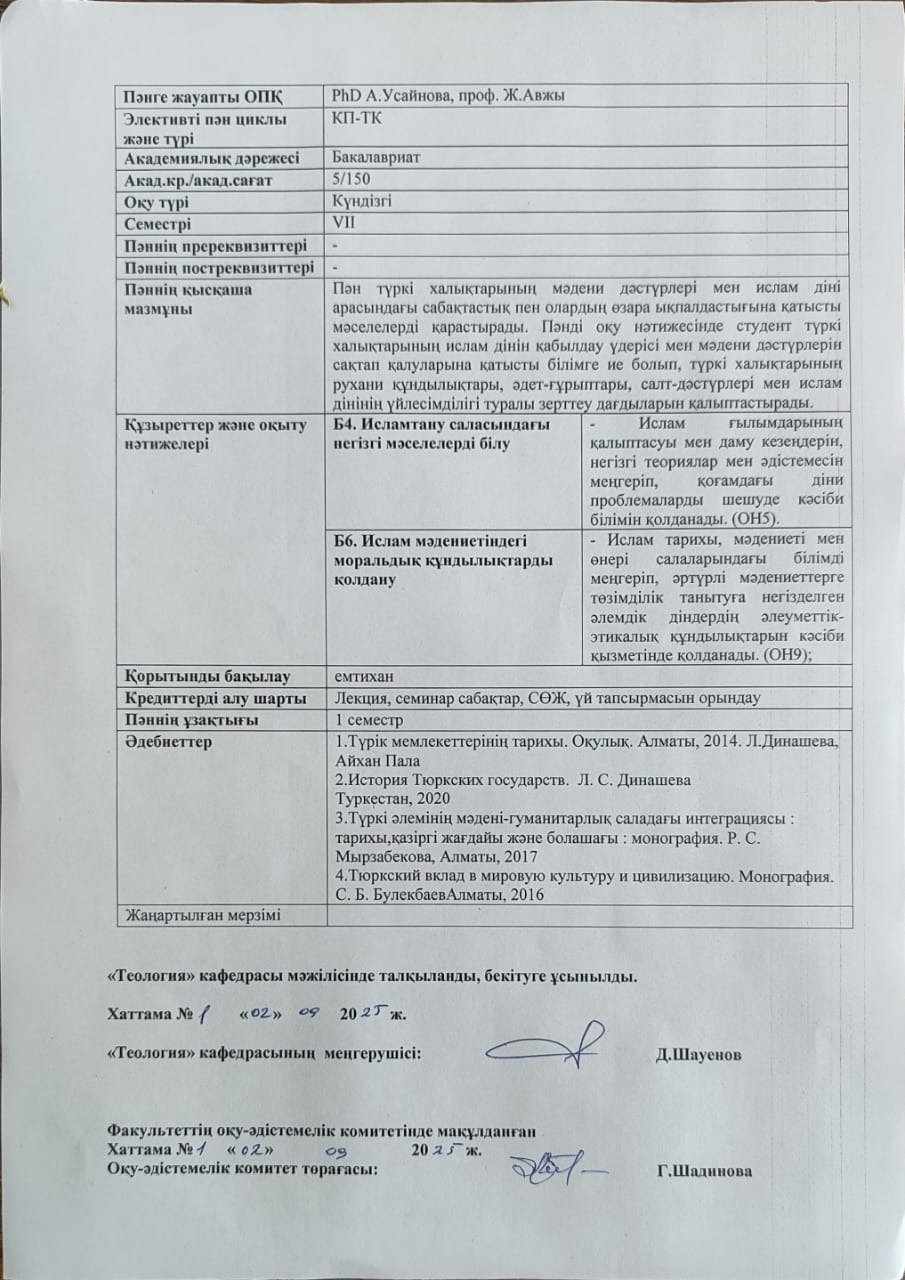 Пәнге жауапты ОПҚ PhD А.Усайнова, проф. Ж.Авжы
Элективті пән циклы КП-ТК
және түрі
Академиялық дәрежесі Бакалавриат
Акад.кр./акад.сағат 5/150
Оқу түрі Күндізгі
Семестрі VII
Пәннің пререквизиттері -
Пәннің постреквизиттері -
Пәннің қысқаша мазмұны
Пән түркі халықтарының мәдени дәстүрлері мен ислам діні
арасындағы сабақтастық пен олардың өзара ықпалдастығына қатысты
мәселелерді қарастырады. Пәнді оқу нәтижесінде студент түркі
халықтарының ислам дінін қабылдау үдерісі мен мәдени дәстүрлерін
сақтап қалуларына қатысты білімге ие болып, түркі халықтарының
рухани құндылықтары, әдет-ғұрыптары, салт-дәстүрлері мен ислам
дінінің үйлесімділігі туралы зерттеу дағдыларын қалыптастырады.
Құзыреттер және оқыту
нәтижелері
Б4. Исламтану саласындағы
негізгі мәселелерді білу
- Ислам ғылымдарының
қалыптасуы мен даму кезеңдерін,
негізгі теориялар мен әдістемесін
меңгеріп, қоғамдағы діни
проблемаларды шешуде кәсіби
білімін қолданады. (ОН5).
Б6. Ислам мәдениетіндегі
моральдық құндылықтарды
қолдану
- Ислам тарихы, мәдениеті мен
өнері салаларындағы білімді
меңгеріп, әртүрлі мәдениеттерге
төзімділік танытуға негізделген
әлемдік діндердің әлеуметтік-
этикалық құндылықтарын кәсіби
қызметінде қолданады. (ОН9);
Қорытынды бақылау емтихан
Кредиттерді алу шарты Лекция, семинар сабақтар, СӨЖ, үй тапсырмасын орындау
Пәннің ұзақтығы 1 семестр
Әдебиеттер
1.Түрік мемлекеттерінің тарихы. Оқулық. Алматы, 2014. Л.Динашева,
Айхан Пала
2.История Тюркских государств. Л. С. Динашева
Туркестан, 2020
3.Түркі әлемінің мәдени-гуманитарлық саладағы интеграциясы :
тарихы,қазіргі жағдайы және болашағы : монография. Р. С.
Мырзабекова, Алматы, 2017
4.Тюркский вклад в мировую культуру и цивилизацию. Монография.
С. Б. БулекбаевАлматы, 2016
Жаңартылған мерзімі
«Теология» кафедрасы мәжілісінде талқыланды, бекітуге ұсынылды.
Хаттама № 1 «02» 09 2025 ж.
«Теология» кафедрасының меңгерушісі: Д.Шауенов
Факультеттің оқу-әдістемелік комитетінде мақұлданған
Хаттама №1 «02» 09 2025 ж.
Оқу-әдістемелік комитет төрағасы: Г.Шадинова